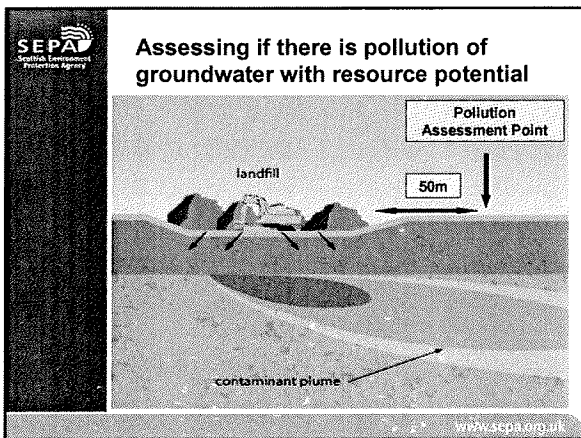 SEPA
Scottish Environment
Protection Agency
Assessing if there is pollution of
groundwater with resource potential
Pollution
Assessment Point
landfill
50m
contaminant plume
www.sepa.org.uk